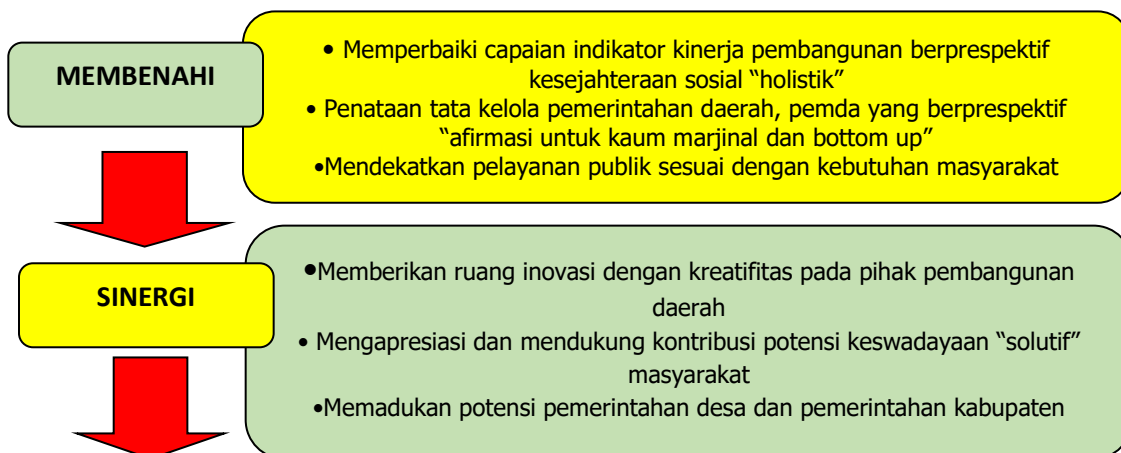 MEMBENAHI
• Memperbaiki capaian indikator kinerja pembangunan berprespektif
kesejahteraan sosial “holistik”
• Penataan tata kelola pemerintahan daerah, pemda yang berprespektif
“afirmasi untuk kaum marjinal dan bottom up”
•Mendekatkan pelayanan publik sesuai dengan kebutuhan masyarakat
SINERGI
•Memberikan ruang inovasi dengan kreatifitas pada pihak pembangunan
daerah
• Mengapresiasi dan mendukung kontribusi potensi keswadayaan “solutif”
masyarakat
•Memadukan potensi pemerintahan desa dan pemerintahan kabupaten